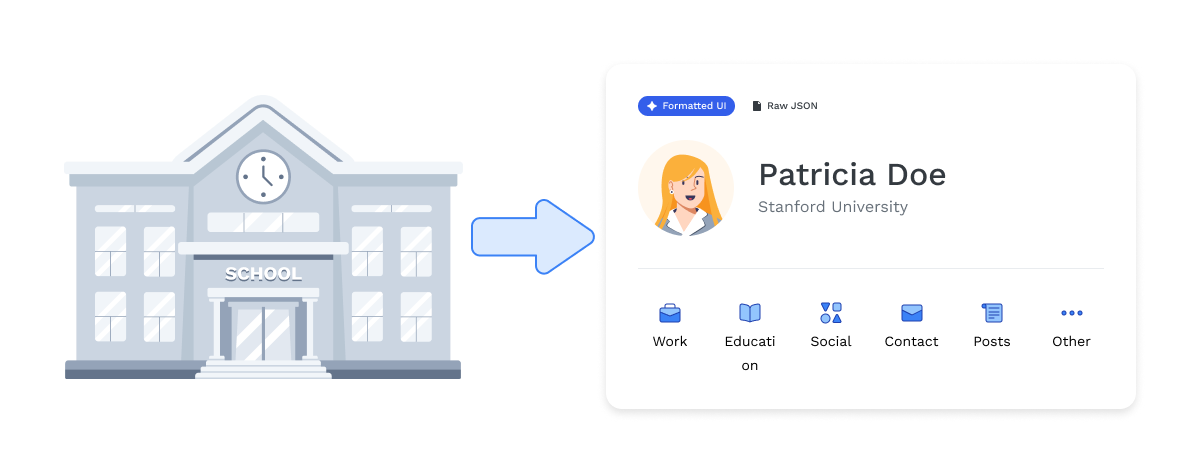 SCHOOL
Formatted UI
Raw JSON
Patricia Doe
Stanford University
Work
Educati
on
Social
Contact
Posts
Other